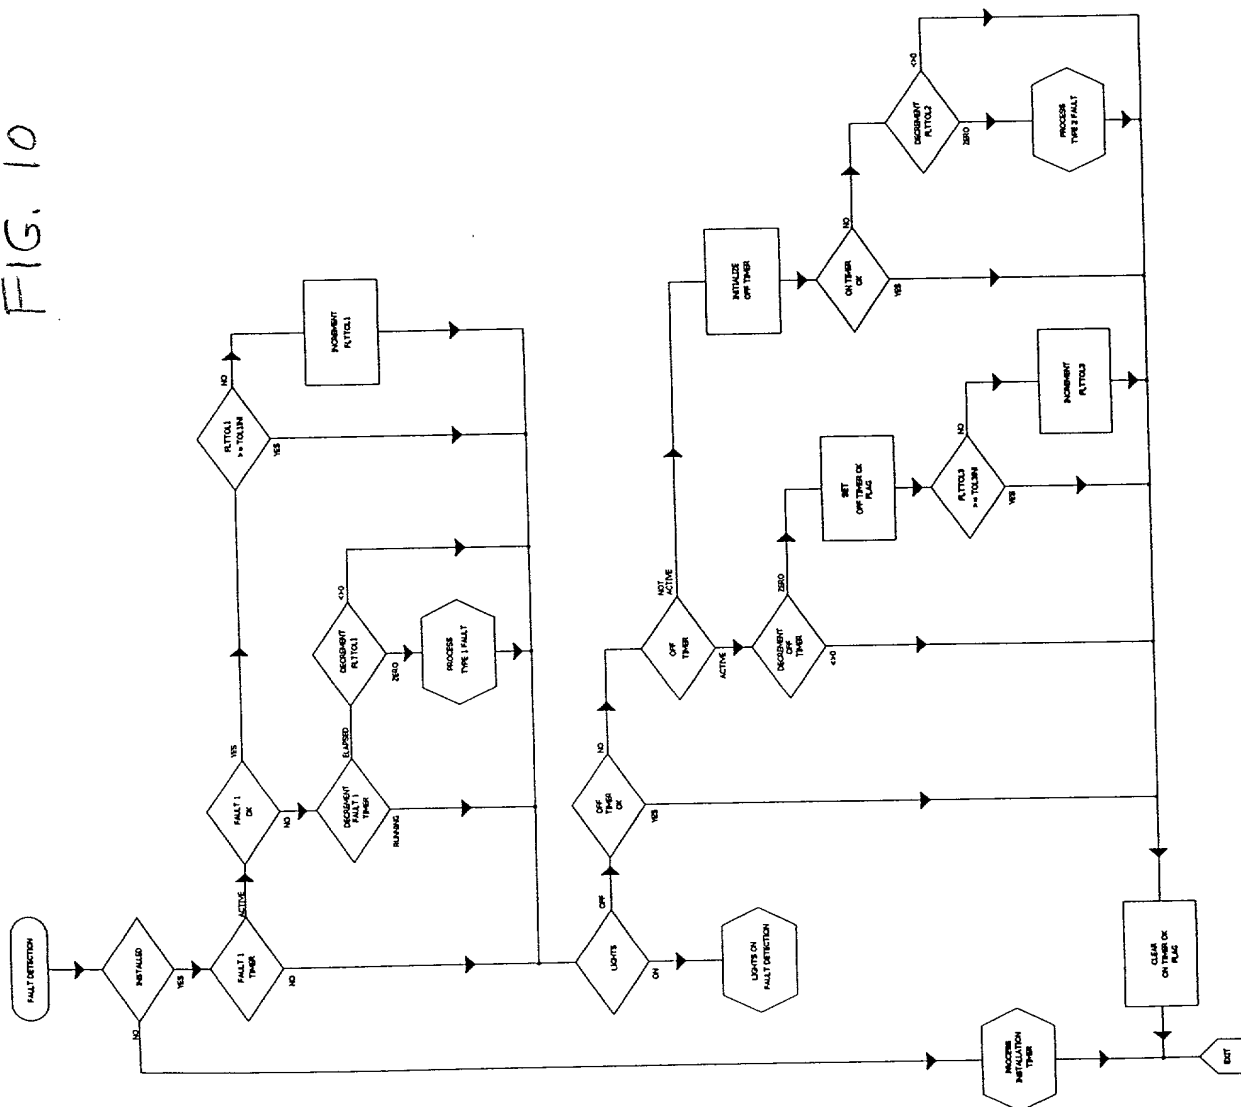 FIG. 10
FAULT DETECTION
INSTALLED
NO
YES
FAULT 1
TIMER
ACTIVE
NO
FAULT 1
OK
YES
NO
FLTTOL1
>= TOL1INI
NO
YES
INCREMENT
FLTTOL1
DECREMENT
FAULT 1
TIMER
ELAPSED
RUNNING
DECREMENT
FLTTOL1
<>0
ZERO
PROCESS
TYPE 1 FAULT
LIGHTS
OFF
ON
LIGHTS ON
FAULT DETECTION
OFF
TIMER
OK
NO
YES
OFF
TIMER
NOT
ACTIVE
ACTIVE
DECREMENT
OFF
TIMER
ZERO
<>0
SET
OFF TIMER OK
FLAG
FLTTOL3
>= TOL3INI
NO
YES
INCREMENT
FLTTOL3
INITIALIZE
OFF TIMER
ON TIMER
OK
NO
YES
DECREMENT
FLTTOL2
<>0
ZERO
PROCESS
TYPE 2 FAULT
CLEAR
ON TIMER OK
FLAG
PROCESS
INSTALLATION
TIMER
EXIT